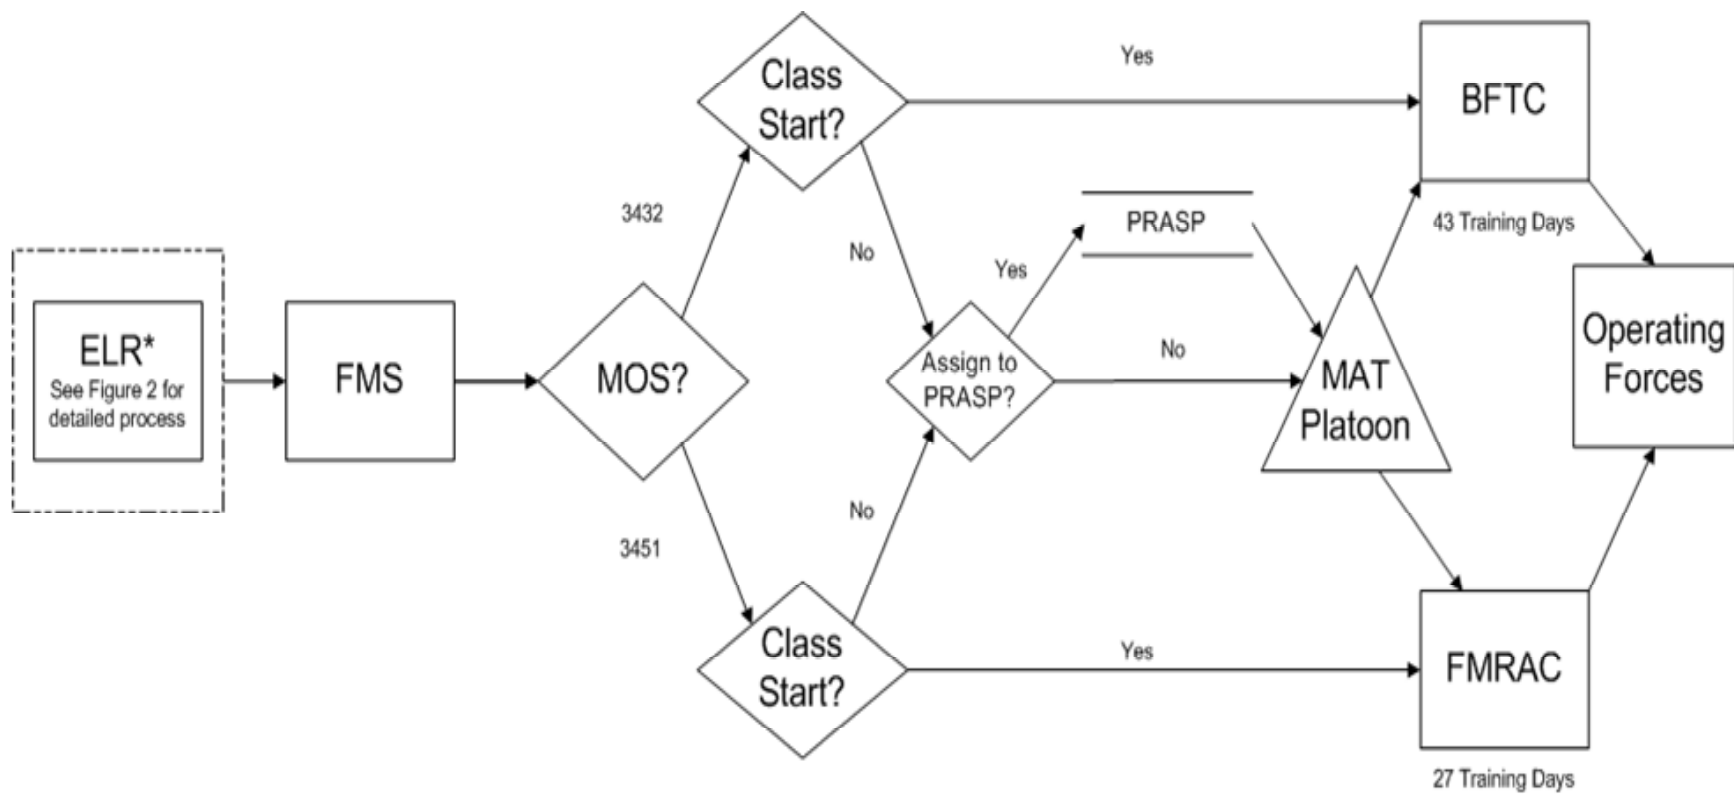 ELR*
See Figure 2 for
detailed process
FMS
MOS?
3432
3451
Class
Start?
Yes
No
Class
Start?
No
Yes
Assign to
PRASP?
Yes
No
PRASP
MAT
Platoon
BFTC
43 Training Days
FMRAC
27 Training Days
Operating
Forces